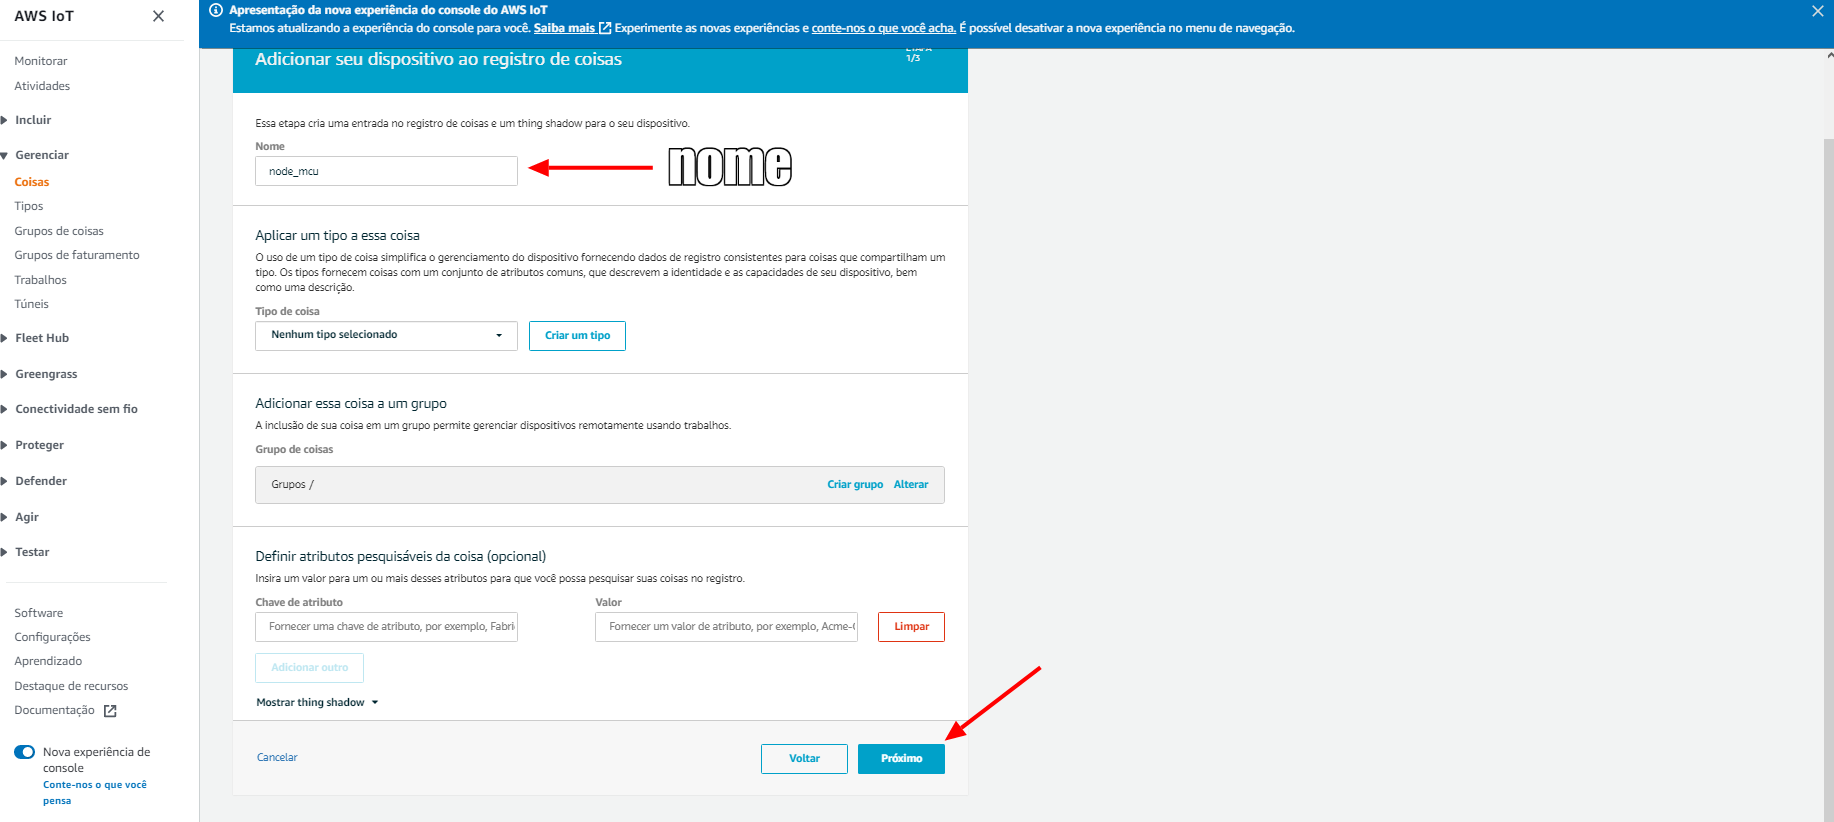 AWS IoT
Monitorar
Atividades
Incluir
Gerenciar
Coisas
Tipos
Grupos de coisas
Grupos de faturamento
Trabalhos
Túneis
Fleet Hub
Greengrass
Conectividade sem fio
Proteger
Defender
Agir
Testar
Software
Configurações
Aprendizado
Destaque de recursos
Documentação
Nova experiência de
console
Conte-nos o que você
pensa
Apresentação da nova experiência do console do AWS IoT
Estamos atualizando a experiência do console para você. Saiba mais Experimente as novas experiências e conte-nos o que você acha. É possível desativar a nova experiência no menu de navegação.
Adicionar seu dispositivo ao registro de coisas
ETAPA
1/3
Essa etapa cria uma entrada no registro de coisas e um thing shadow para o seu dispositivo.
Nome
node_mcu
nome
Aplicar um tipo a essa coisa
O uso de um tipo de coisa simplifica o gerenciamento do dispositivo fornecendo dados de registro consistentes para coisas que compartilham um
tipo. Os tipos fornecem coisas com um conjunto de atributos comuns, que descrevem a identidade e as capacidades de seu dispositivo, bem
como uma descrição.
Tipo de coisa
Nenhum tipo selecionado
Criar um tipo
Adicionar essa coisa a um grupo
A inclusão de sua coisa em um grupo permite gerenciar dispositivos remotamente usando trabalhos.
Grupo de coisas
Grupos /
Criar grupo Alterar
Definir atributos pesquisáveis da coisa (opcional)
Insira um valor para um ou mais desses atributos para que você possa pesquisar suas coisas no registro.
Chave de atributo
Valor
Fornecer uma chave de atributo, por exemplo, Fabri
Fornecer um valor de atributo, por exemplo, Acme-
Limpar
Adicionar outro
Mostrar thing shadow
Cancelar
Voltar
Próximo